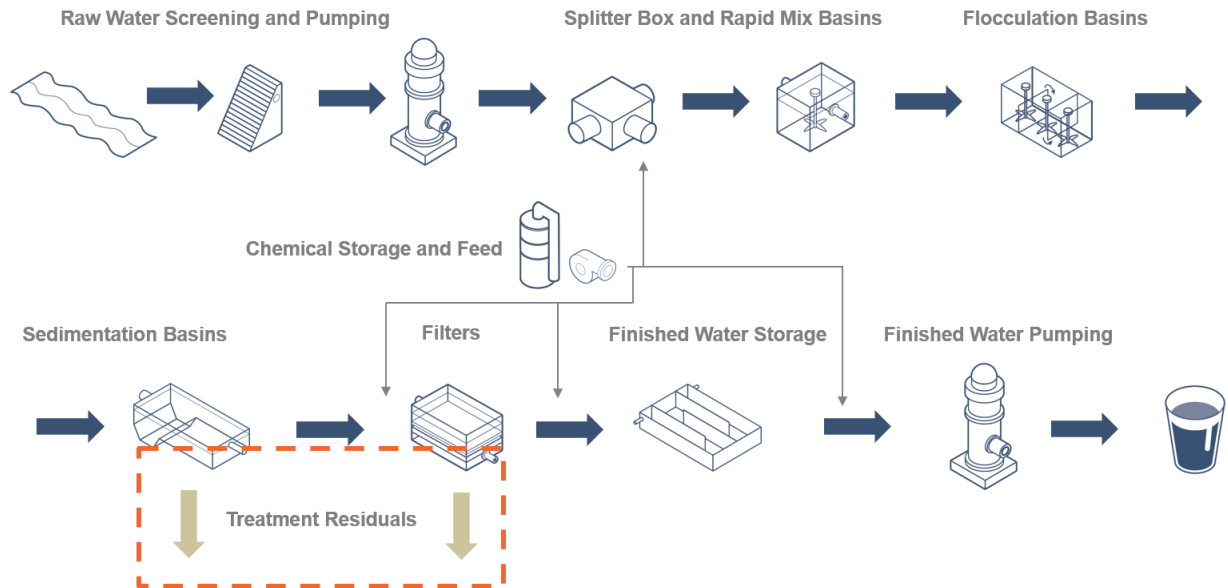 Raw Water Screening and Pumping
Splitter Box and Rapid Mix Basins
Flocculation Basins
Chemical Storage and Feed
Sedimentation Basins
Filters
Finished Water Storage
Finished Water Pumping
Treatment Residuals